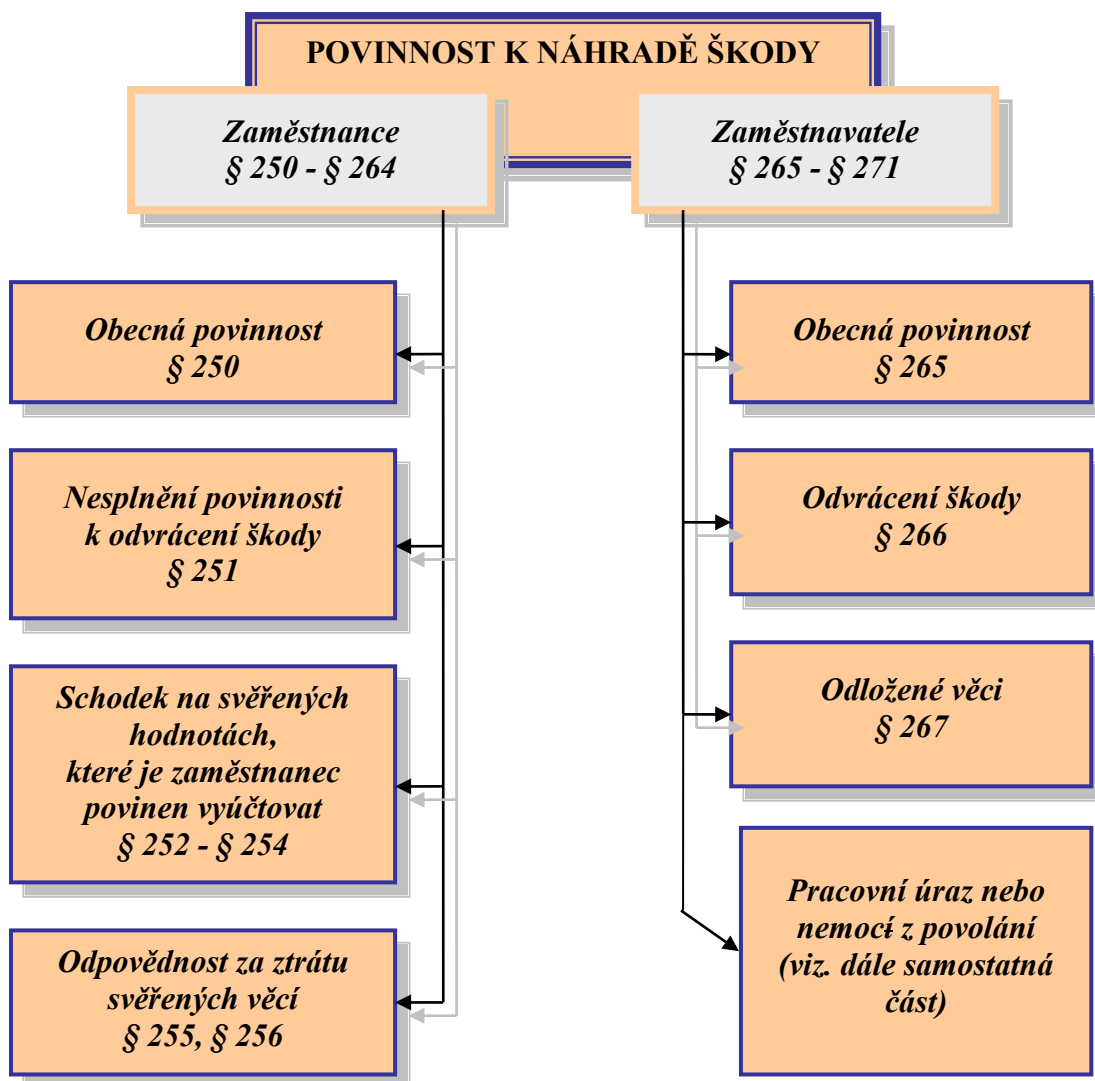 POVINNOST K NÁHRADĚ ŠKODY
Zaměstnance
§ 250 - § 264
Zaměstnavatele
§ 265 - § 271
Obecná povinnost
§ 250
Nesplnění povinnosti
k odvrácení škody
§ 251
Schodek na svěřených
hodnotách,
které je zaměstnanec
povinen vyúčtovat
§ 252 - § 254
Odpovědnost za ztrátu
svěřených věcí
§ 255, § 256
Obecná povinnost
§ 265
Odvrácení škody
§ 266
Odložené věci
§ 267
Pracovní úraz nebo
nemocí z povolání
(viz. dále samostatná
část)